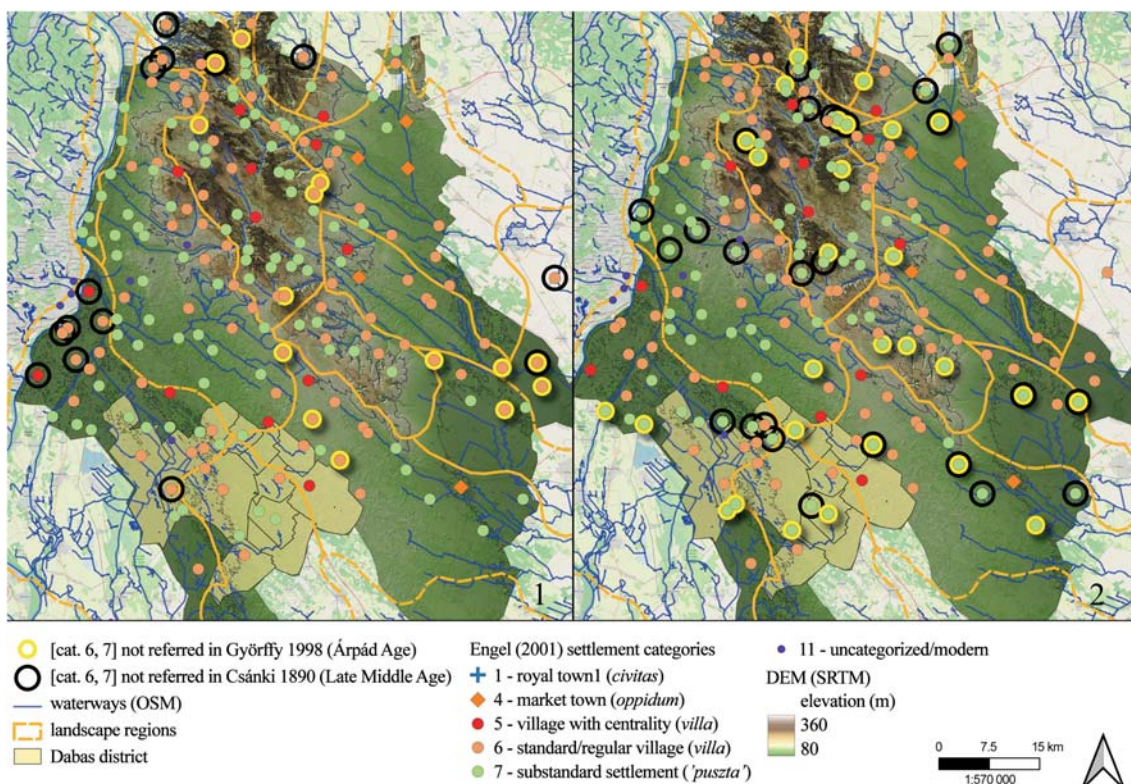 1
2
[cat. 6, 7] not referred in Györffy 1998 (Árpád Age)
[cat. 6, 7] not referred in Csánki 1890 (Late Middle Age)
waterways (OSM)
landscape regions
Dabas district
Engel (2001) settlement categories
1 - royal town1 (civitas)
4 - market town (oppidum)
5 - village with centrality (villa)
6 - standard/regular village (villa)
7 - substandard settlement ('puszta')
11 - uncategorized/modern
DEM (SRTM)
elevation (m)
360
80
0 7.5 15 km
1:570 000